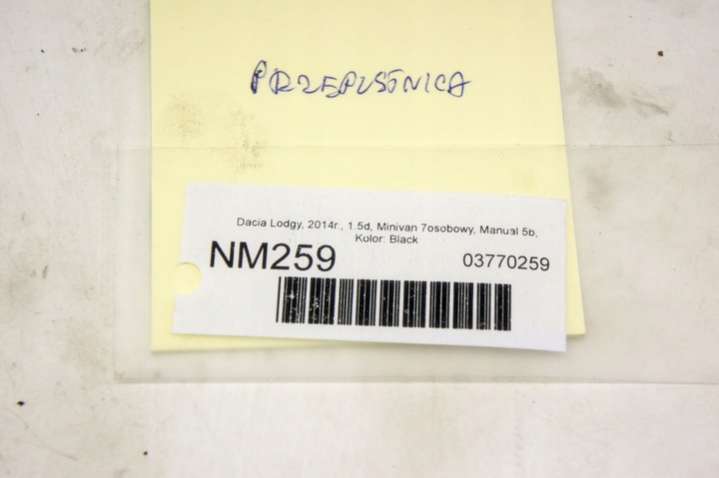 PRZEPUSTNICA
Dacia Lodgy, 2014r., 1.5d, Minivan 7osobowy, Manual 5b,
Kolor: Black
NM259
03770259